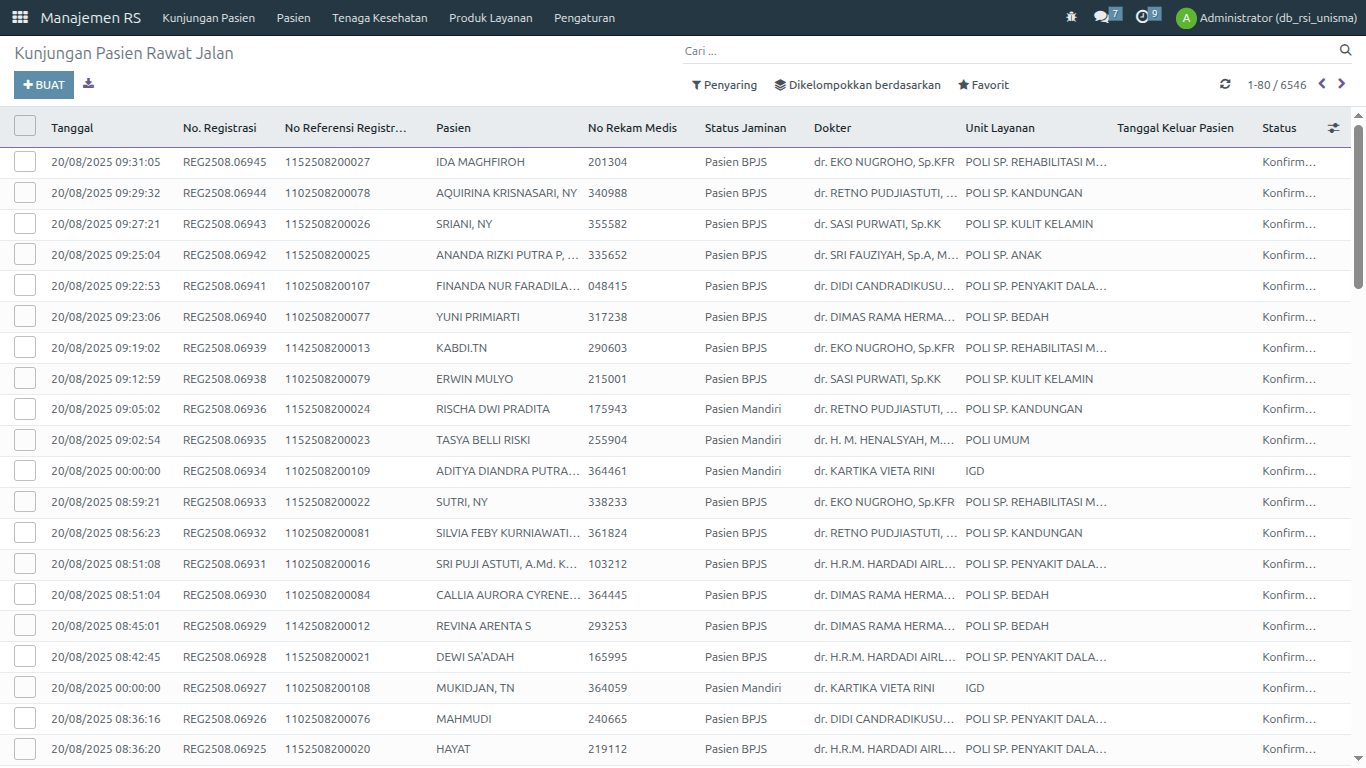 Manajemen RS Kunjungan Pasien Pasien Tenaga Kesehatan Produk Layanan Pengaturan 7 9 A Administrator (db_rsi_unisma)
Kunjungan Pasien Rawat Jalan Cari ...
BUAT Penyaring Dikelompokkan berdasarkan Favorit 1-80 / 6546
Tanggal No. Registrasi No Referensi Registr... Pasien No Rekam Medis Status Jaminan Dokter Unit Layanan Tanggal Keluar Pasien Status
20/08/2025 09:31:05 REG2508.06945 1152508200027 IDA MAGHFIROH 201304 Pasien BPJS dr. EKO NUGROHO, Sp.KFR POLI SP. REHABILITASI M... Konfirm...
20/08/2025 09:29:32 REG2508.06944 1102508200078 AQUIRINA KRISNASARI, NY 340988 Pasien BPJS dr. RETNO PUDJIASTUTI, ... POLI SP. KANDUNGAN Konfirm...
20/08/2025 09:27:21 REG2508.06943 1152508200026 SRIANI, NY 355582 Pasien BPJS dr. SASI PURWATI, Sp.KK POLI SP. KULIT KELAMIN Konfirm...
20/08/2025 09:25:04 REG2508.06942 1152508200025 ANANDA RIZKI PUTRA P, ... 335652 Pasien BPJS dr. SRI FAUZIYAH, Sp.A, M... POLI SP. ANAK Konfirm...
20/08/2025 09:22:53 REG2508.06941 1102508200107 FINANDA NUR FARADILA... 048415 Pasien BPJS dr. DIDI CANDRADIKUSU... POLI SP. PENYAKIT DALA... Konfirm...
20/08/2025 09:23:06 REG2508.06940 1102508200077 YUNI PRIMIARTI 317238 Pasien BPJS dr. DIMAS RAMA HERMA... POLI SP. BEDAH Konfirm...
20/08/2025 09:19:02 REG2508.06939 1142508200013 KABDI.TN 290603 Pasien BPJS dr. EKO NUGROHO, Sp.KFR POLI SP. REHABILITASI M... Konfirm...
20/08/2025 09:12:59 REG2508.06938 1102508200079 ERWIN MULYO 215001 Pasien BPJS dr. SASI PURWATI, Sp.KK POLI SP. KULIT KELAMIN Konfirm...
20/08/2025 09:05:02 REG2508.06936 1152508200024 RISCHA DWI PRADITA 175943 Pasien Mandiri dr. RETNO PUDJIASTUTI, ... POLI SP. KANDUNGAN Konfirm...
20/08/2025 09:02:54 REG2508.06935 1152508200023 TASYA BELLI RISKI 255904 Pasien Mandiri dr. H. M. HENALSYAH, M.... POLI UMUM Konfirm...
20/08/2025 00:00:00 REG2508.06934 1102508200109 ADITYA DIANDRA PUTRA... 364461 Pasien Mandiri dr. KARTIKA VIETA RINI IGD Konfirm...
20/08/2025 08:59:21 REG2508.06933 1152508200022 SUTRI, NY 338233 Pasien BPJS dr. EKO NUGROHO, Sp.KFR POLI SP. REHABILITASI M... Konfirm...
20/08/2025 08:56:23 REG2508.06932 1102508200081 SILVIA FEBY KURNIAWATI... 361824 Pasien BPJS dr. RETNO PUDJIASTUTI, ... POLI SP. KANDUNGAN Konfirm...
20/08/2025 08:51:08 REG2508.06931 1102508200016 SRI PUJI ASTUTI, A.Md. K... 103212 Pasien BPJS dr. H.R.M. HARDADI AIRL... POLI SP. PENYAKIT DALA... Konfirm...
20/08/2025 08:51:04 REG2508.06930 1102508200084 CALLIA AURORA CYRENE... 364445 Pasien BPJS dr. DIMAS RAMA HERMA... POLI SP. BEDAH Konfirm...
20/08/2025 08:45:01 REG2508.06929 1142508200012 REVINA ARENTA S 293253 Pasien BPJS dr. DIMAS RAMA HERMA... POLI SP. BEDAH Konfirm...
20/08/2025 08:42:45 REG2508.06928 1152508200021 DEWI SA'ADAH 165995 Pasien BPJS dr. H.R.M. HARDADI AIRL... POLI SP. PENYAKIT DALA... Konfirm...
20/08/2025 00:00:00 REG2508.06927 1102508200108 MUKIDJAN, TN 364059 Pasien Mandiri dr. KARTIKA VIETA RINI IGD Konfirm...
20/08/2025 08:36:16 REG2508.06926 1102508200076 MAHMUDI 240665 Pasien BPJS dr. DIDI CANDRADIKUSU... POLI SP. PENYAKIT DALA... Konfirm...
20/08/2025 08:36:20 REG2508.06925 1152508200020 HAYAT 219112 Pasien BPJS dr. H.R.M. HARDADI AIRL... POLI SP. PENYAKIT DALA... Konfirm...